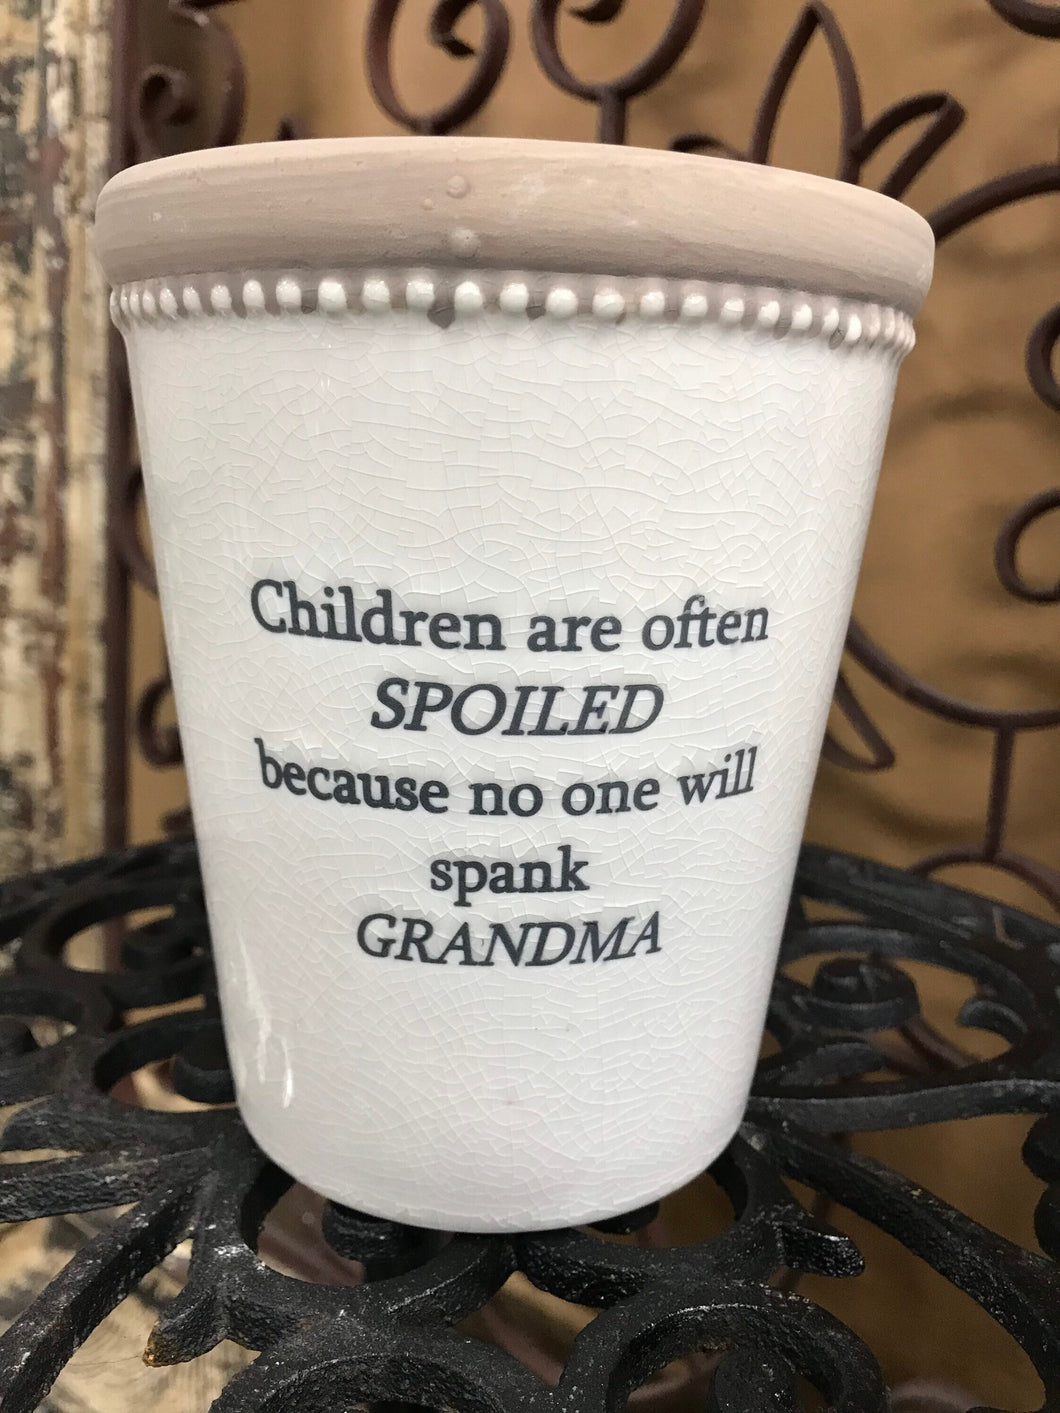 Children are often
SPOILED
because no one will
spank
GRANDMA